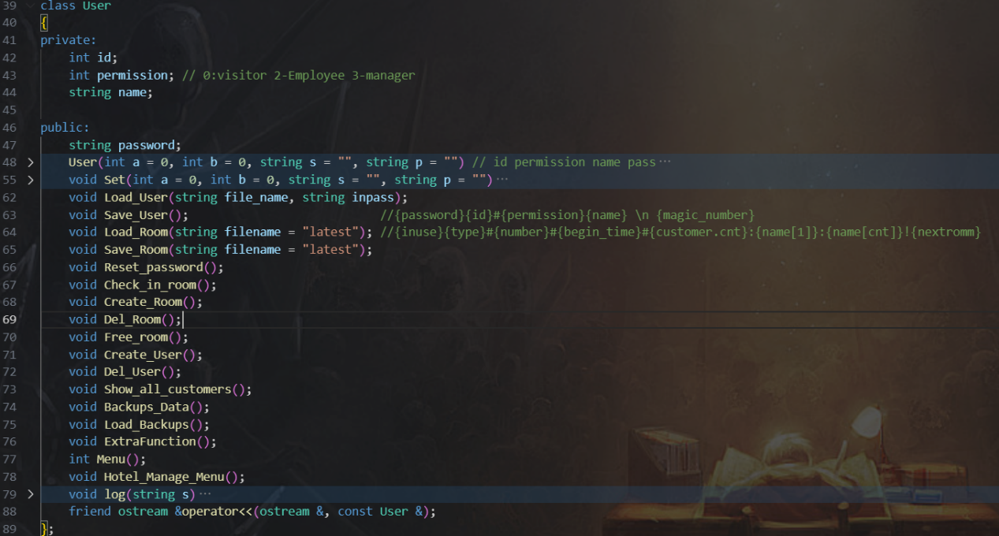 39 class User
40 {
41 private:
42 int id;
43 int permission; // 0:visitor 2-Employee 3-manager
44 string name;
45
46 public:
47 string password;
48 User(int a = 0, int b = 0, string s = "", string p = "") // id permission name pass···
55 void Set(int a = 0, int b = 0, string s = "", string p = "")···
62 void Load_User(string file_name, string inpass);
63 void Save_User(); //{password}{id}#{permission}{name} \n {magic_number}
64 void Load_Room(string filename = "latest"); //{inuse}{type}#{number}#{begin_time}#{customer.cnt}:{name[1]}:{name[cnt]}!{nextromm}
65 void Save_Room(string filename = "latest");
66 void Reset_password();
67 void Check_in_room();
68 void Create_Room();
69 void Del_Room();
70 void Free_room();
71 void Create_User();
72 void Del_User();
73 void Show_all_customers();
74 void Backups_Data();
75 void Load_Backups();
76 void ExtraFunction();
77 int Menu();
78 void Hotel_Manage_Menu();
79 void log(string s)···
88 friend ostream &operator<<(ostream &, const User &);
89 };